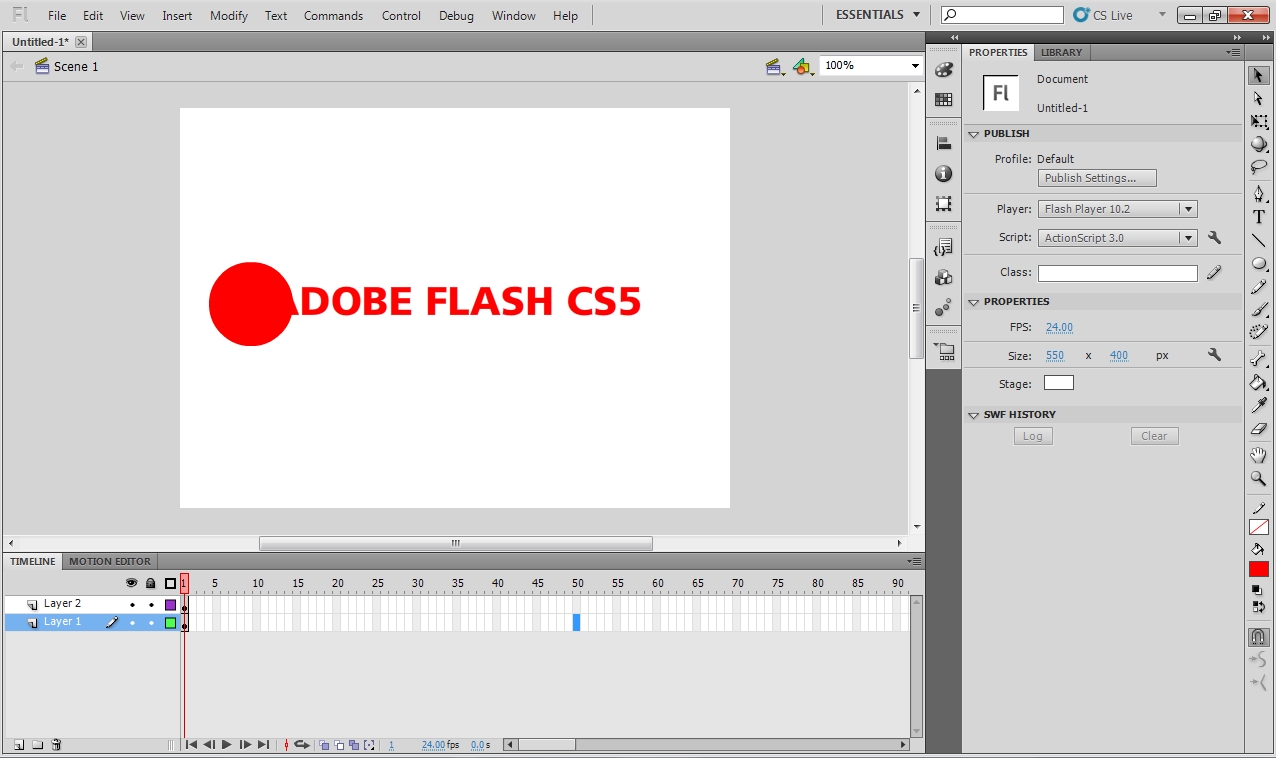 Fl File Edit View Insert Modify Text Commands Control Debug Window Help ESSENTIALS CS Live
Untitled-1*
Scene 1
100%
ADOBE FLASH CS5
PROPERTIES LIBRARY
Fl
Document
Untitled-1
PUBLISH
Profile: Default
Publish Settings...
Player: Flash Player 10.2
Script: ActionScript 3.0
Class:
PROPERTIES
FPS: 24.00
Size: 550 x 400 px
Stage:
SWF HISTORY
Log Clear
T
TIMELINE MOTION EDITOR
1 5 10 15 20 25 30 35 40 45 50 55 60 65 70 75 80 85 90
Layer 2
Layer 1
1 24.00 fps 0.0 s